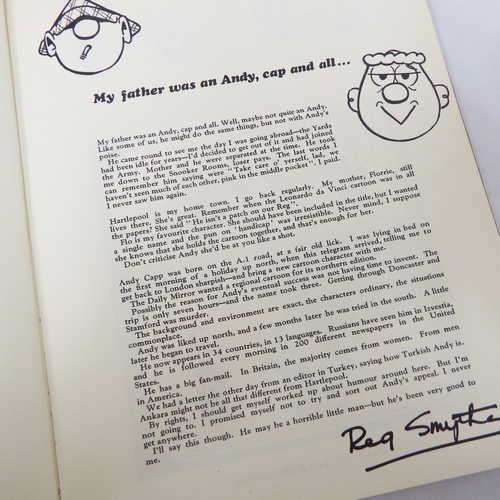 My father was an Andy, cap and all...
My father was an Andy, cap and all. Well, maybe not quite an Andy.
Like some of us, he might do the same things, but not with Andy's
poise.
He came round to see me the day I was going abroad—the Yards
had been idle for years—I'd decided to get out of it and had joined
the Army. Mother and he were separated at the time. He took
me down to the Snooker Rooms, loser pays. The last words I
can remember him saying were "Take care o' yerself, lad, we
haven't seen much of each other, pink in the middle pocket". I paid.
I never saw him again.
Hartlepool is my home town. I go back regularly. My mother, Florrie, still
lives there. She's great. Remember when the Leonardo da Vinci cartoon was in all
the papers? She said "He isn't a patch on our Reg".
Flo is my favourite character. She should have been included in the title, but I wanted
a single name and the pun on 'handicap' was irresistible. Never mind, I suppose
she knows that she holds the cartoon together, and that's enough for her.
Don't criticise Andy she'd be at you like a shot.
Andy Capp was born on the A.1 road, at a fair old lick. I was lying in bed on
the first morning of a holiday up north, when this telegram arrived, telling me to
get back to London sharpish—and bring a new cartoon character with me.
The Daily Mirror wanted a regional cartoon for its northern edition.
Possibly the reason for Andy's eventual success was not having time to invent. The
trip is only seven hours—and the name took three. Getting through Doncaster and
Stamford was murder.
The background and environment are exact, the characters ordinary, the situations
commonplace.
Andy was liked up north, and a few months later he was tried in the south. A little
later he began to travel.
He now appears in 34 countries, in 13 languages. Russians have seen him in Izvestia,
and he is followed every morning in 200 different newspapers in the United
States.
He has a big fan-mail. In Britain, the majority comes from women. From men
in America.
We had a letter the other day from an editor in Turkey, saying how Turkish Andy is.
Ankara might not be all that different from Hartlepool.
By rights, I should get myself worked up about humour around here. But I'm
not going to. I promised myself not to try and sort out Andy's appeal. I never
get anywhere.
I'll say this though. He may be a horrible little man—but he's been very good to
me.
Reg Smythe